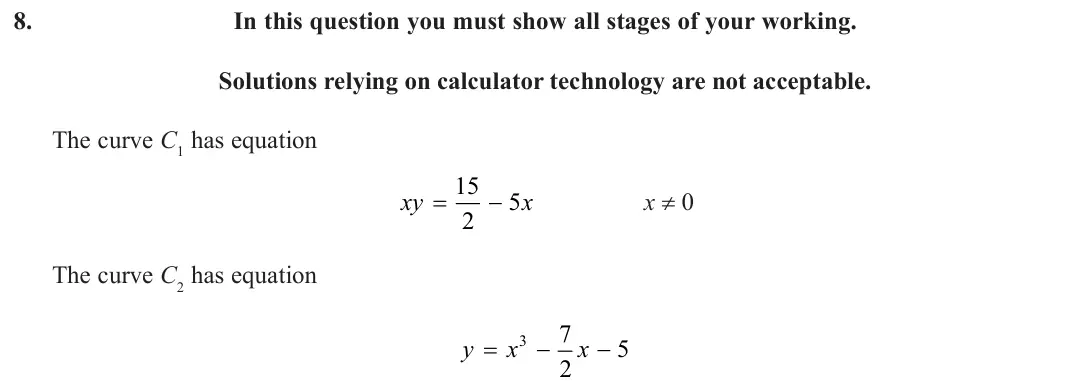 8. In this question you must show all stages of your working.
Solutions relying on calculator technology are not acceptable.
The curve C₁ has equation
xy = 15/2 − 5x    x ≠ 0
The curve C₂ has equation
y = x³ − 7/2 x − 5